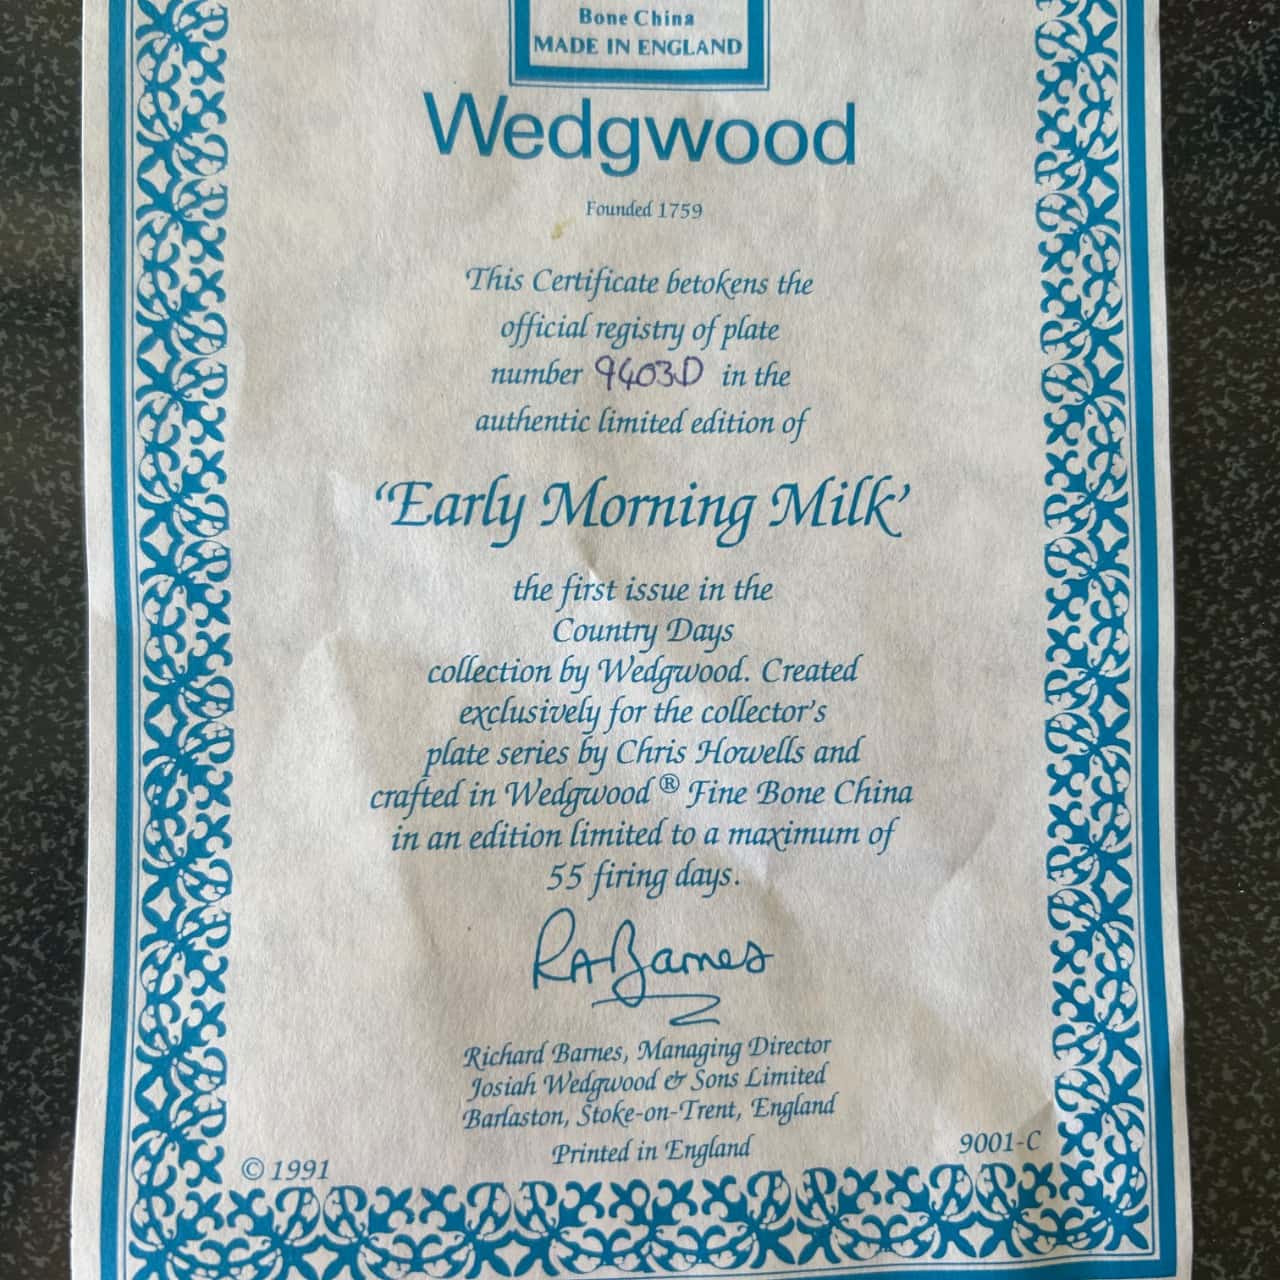 Bone China
MADE IN ENGLAND
Wedgwood
Founded 1759
This Certificate betokens the
official registry of plate
number 9403D in the
authentic limited edition of
‘Early Morning Milk’
the first issue in the
Country Days
collection by Wedgwood. Created
exclusively for the collector's
plate series by Chris Howells and
crafted in Wedgwood® Fine Bone China
in an edition limited to a maximum of
55 firing days.
RABarnes
Richard Barnes, Managing Director
Josiah Wedgwood & Sons Limited
Barlaston, Stoke-on-Trent, England
Printed in England
9001-C
© 1991